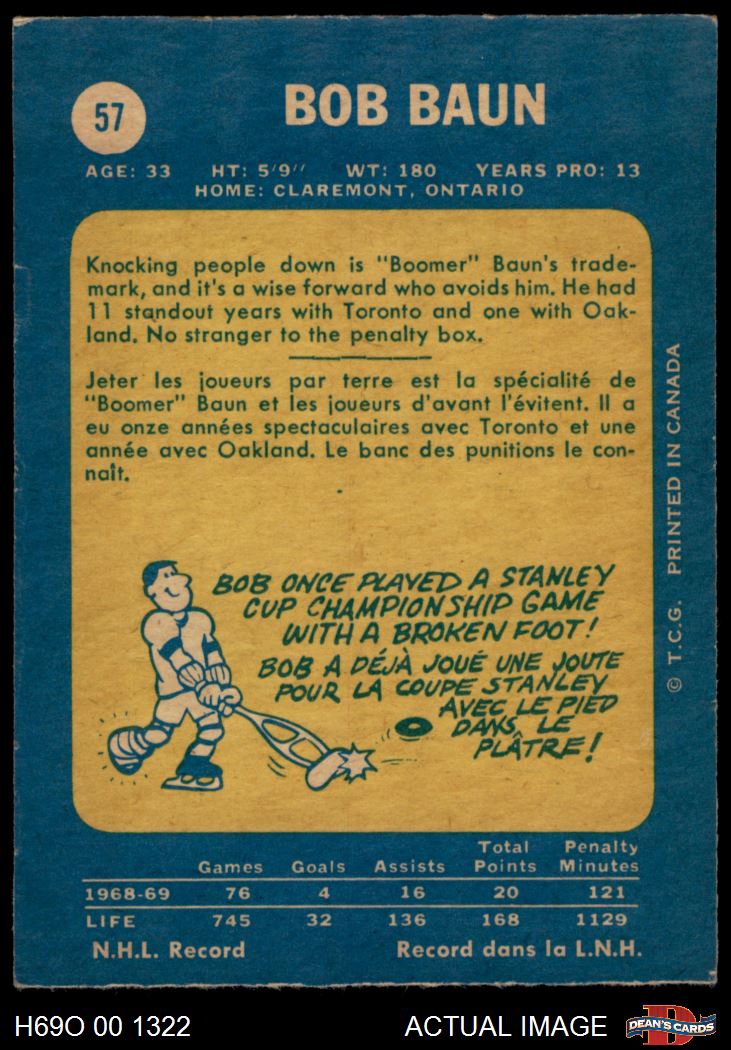 57
BOB BAUN
AGE: 33 HT: 5'9'' WT: 180 YEARS PRO: 13
HOME: CLAREMONT, ONTARIO
Knocking people down is "Boomer" Baun's trade-
mark, and it's a wise forward who avoids him. He had
11 standout years with Toronto and one with Oak-
land. No stranger to the penalty box.
Jeter les joueurs par terre est la spécialité de
"Boomer" Baun et les joueurs d'avant l'évitent. Il a
eu onze années spectaculaires avec Toronto et une
année avec Oakland. Le banc des punitions le con-
naît.
BOB ONCE PLAYED A STANLEY
CUP CHAMPIONSHIP GAME
WITH A BROKEN FOOT!
BOB A DÉJÀ JOUÉ UNE JOUTE
POUR LA COUPE STANLEY
AVEC LE PIED
DANS LE
PLÂTRE!
© T.C.G. PRINTED IN CANADA
Games Goals Assists Total Points Penalty Minutes
1968-69 76 4 16 20 121
LIFE 745 32 136 168 1129
N.H.L. Record Record dans la L.N.H.
H69O 00 1322 ACTUAL IMAGE DEAN'S CARDS